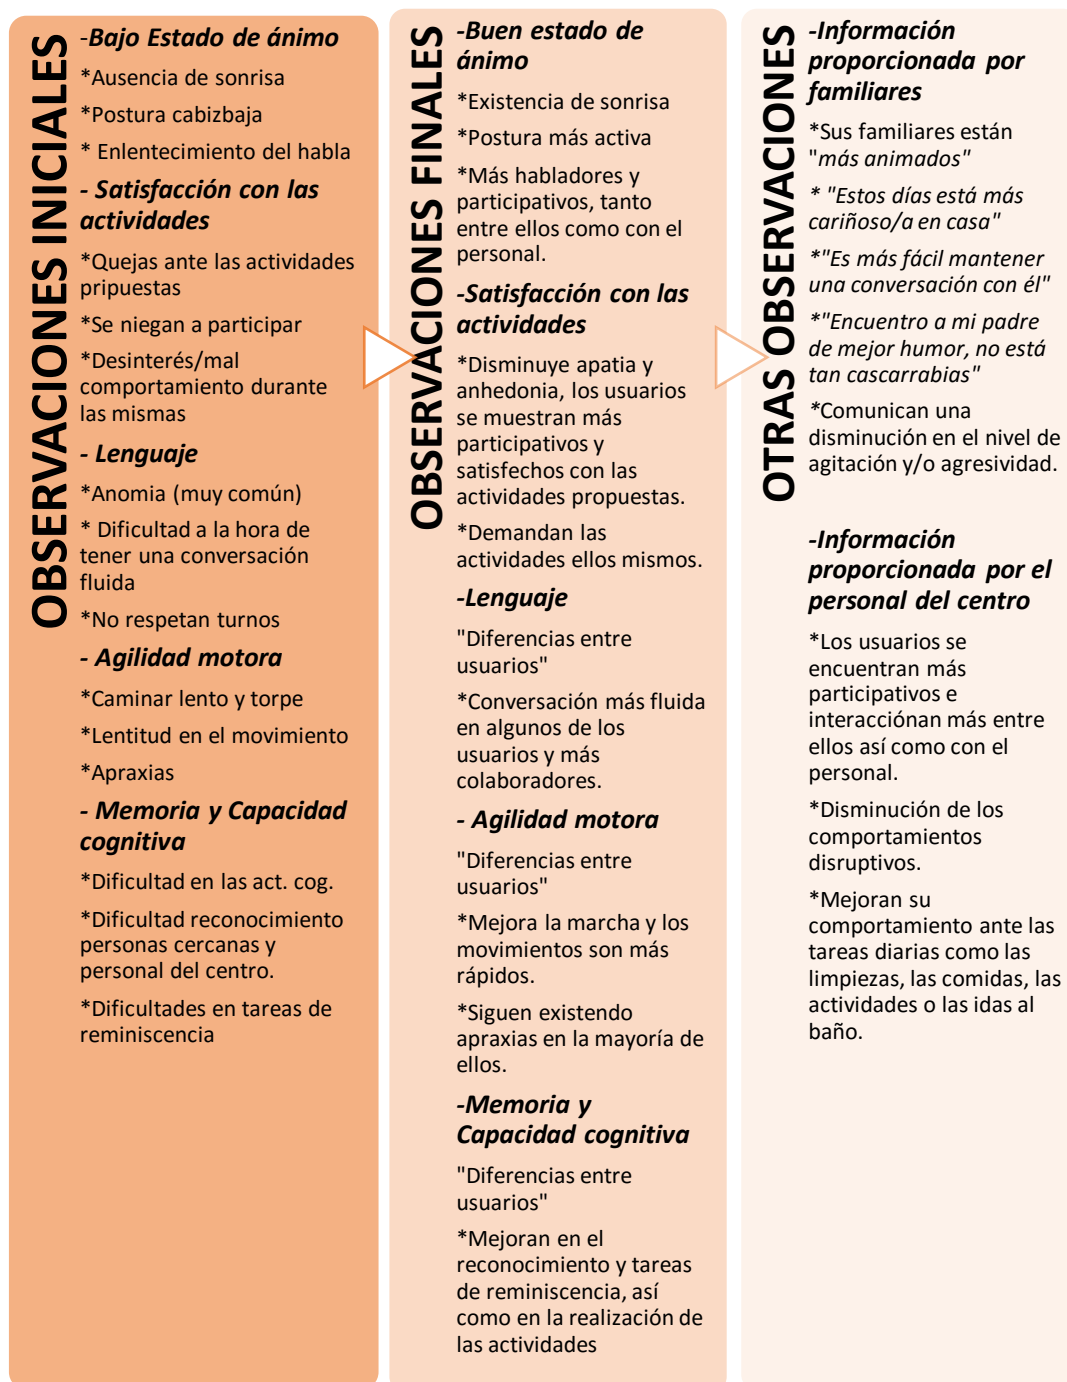 OBSERVACIONES INICIALES
-Bajo Estado de ánimo
*Ausencia de sonrisa
*Postura cabizbaja
* Enlentecimiento del habla
- Satisfacción con las
actividades
*Quejas ante las actividades
pripuestas
*Se niegan a participar
*Desinterés/mal
comportamiento durante
las mismas
- Lenguaje
*Anomia (muy común)
* Dificultad a la hora de
tener una conversación
fluida
*No respetan turnos
- Agilidad motora
*Caminar lento y torpe
*Lentitud en el movimiento
*Apraxias
- Memoria y Capacidad
cognitiva
*Dificultad en las act. cog.
*Dificultad reconocimiento
personas cercanas y
personal del centro.
*Dificultades en tareas de
reminiscencia
OBSERVACIONES FINALES
-Buen estado de
ánimo
*Existencia de sonrisa
*Postura más activa
*Más habladores y
participativos, tanto
entre ellos como con el
personal.
-Satisfacción con las
actividades
*Disminuye apatia y
anhedonia, los usuarios
se muestran más
participativos y
satisfechos con las
actividades propuestas.
*Demandan las
actividades ellos mismos.
-Lenguaje
"Diferencias entre
usuarios"
*Conversación más fluida
en algunos de los
usuarios y más
colaboradores.
- Agilidad motora
"Diferencias entre
usuarios"
*Mejora la marcha y los
movimientos son más
rápidos.
*Siguen existendo
apraxias en la mayoría de
ellos.
-Memoria y
Capacidad cognitiva
"Diferencias entre
usuarios"
*Mejoran en el
reconocimiento y tareas
de reminiscencia, así
como en la realización de
las actividades
OTRAS OBSERVACIONES
-Información
proporcionada por
familiares
*Sus familiares están
"más animados"
* "Estos días está más
cariñoso/a en casa"
*"Es más fácil mantener
una conversación con él"
*"Encuentro a mi padre
de mejor humor, no está
tan cascarrabias"
*Comunican una
disminución en el nivel de
agitación y/o agresividad.
-Información
proporcionada por el
personal del centro
*Los usuarios se
encuentran más
participativos e
interacciónan más entre
ellos así como con el
personal.
*Disminución de los
comportamientos
disruptivos.
*Mejoran su
comportamiento ante las
tareas diarias como las
limpiezas, las comidas, las
actividades o las idas al
baño.